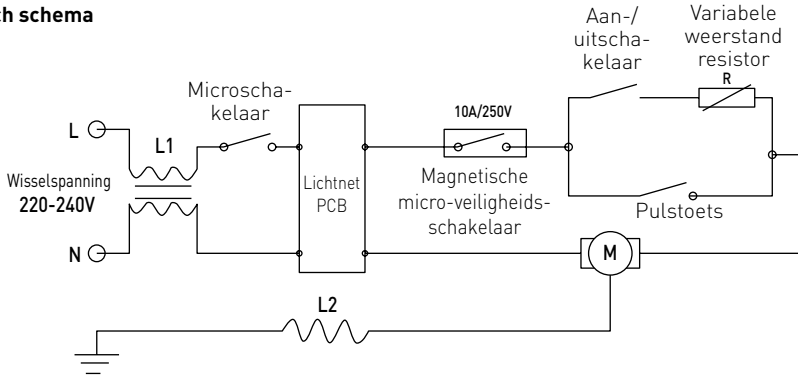 ch schema
Aan-/
uitscha-
kelaar
Variabele
weerstand
resistor
R
Microscha-
kelaar
10A/250V
L
L1
Wisselspanning
220-240V
Lichtnet
PCB
Magnetische
micro-veiligheids-
schakelaar
Pulstoets
N
M
L2